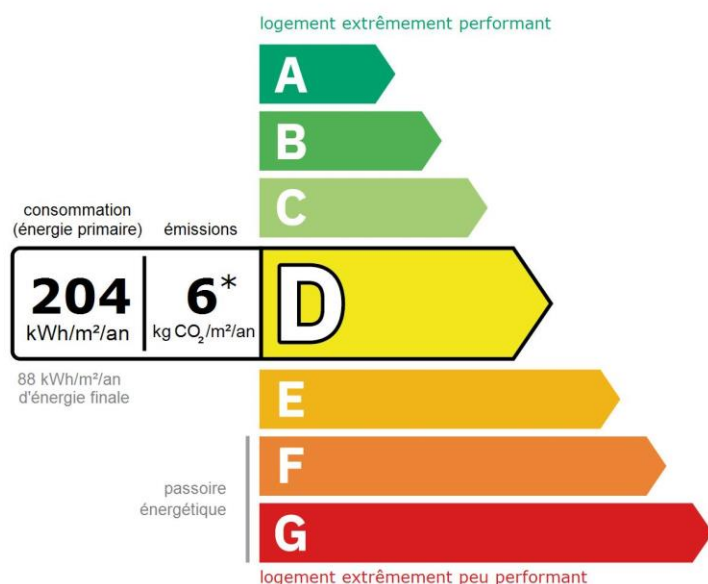 logement extrêmement performant
A
B
C
consommation
(énergie primaire)
émissions
204
kWh/m²/an
6*
kg CO₂/m²/an
D
88 kWh/m²/an
d'énergie finale
E
F
passoire
énergétique
G
logement extrêmement peu performant